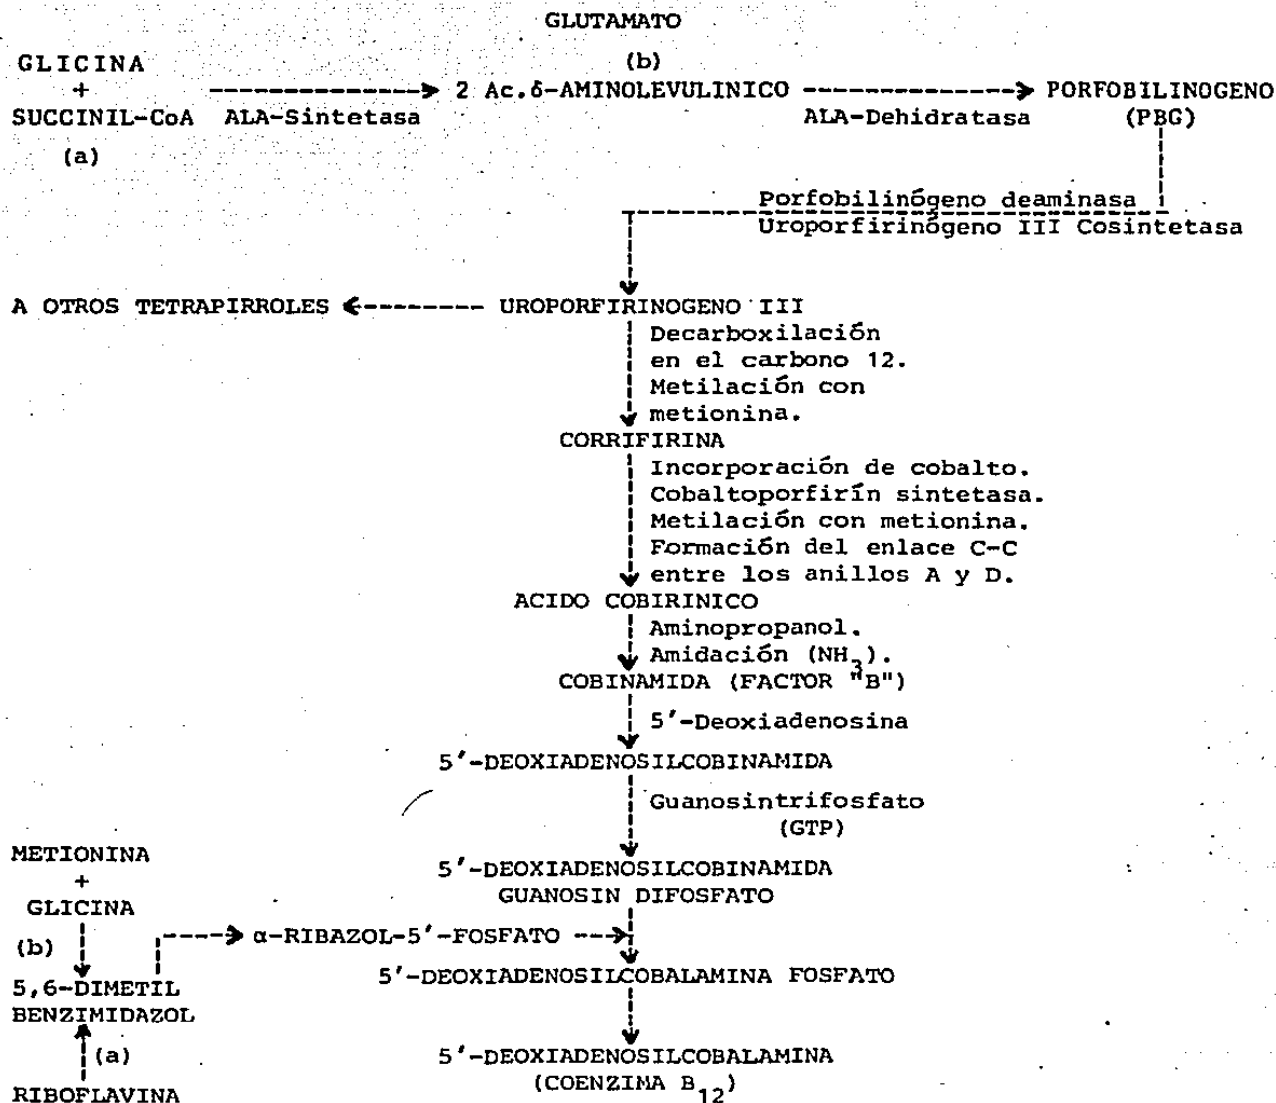 GLUTAMATO
(b)
GLICINA
+
SUCCINIL-CoA
(a)
ALA-Sintetasa
2 Ac.δ-AMINOLEVULINICO
ALA-Dehidratasa
PORFOBILINOGENO
(PBG)
Porfobilinógeno deaminasa
Uroporfirinógeno III Cosintetasa
A OTROS TETRAPIRROLES
UROPORFIRINOGENO III
Decarboxilación
en el carbono 12.
Metilación con
metionina.
CORRIFIRINA
Incorporación de cobalto.
Cobaltoporfirín sintetasa.
Metilación con metionina.
Formación del enlace C-C
entre los anillos A y D.
ACIDO COBIRINICO
Aminopropanol.
Amidación (NH3).
COBINAMIDA (FACTOR "B")
5'-Deoxiadenosina
5'-DEOXIADENOSILCOBINAMIDA
Guanosintrifosfato
(GTP)
5'-DEOXIADENOSILCOBINAMIDA
GUANOSIN DIFOSFATO
METIONINA
+
GLICINA
(b)
α-RIBAZOL-5'-FOSFATO
5,6-DIMETIL
BENZIMIDAZOL
(a)
RIBOFLAVINA
5'-DEOXIADENOSILCOBALAMINA FOSFATO
5'-DEOXIADENOSILCOBALAMINA
(COENZIMA B12)